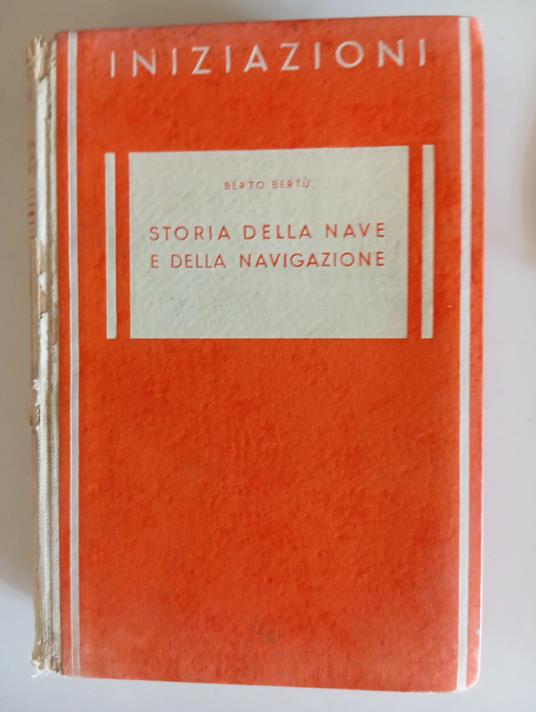 INIZIAZIONI
BERTO BERTÙ
STORIA DELLA NAVE
E DELLA NAVIGAZIONE